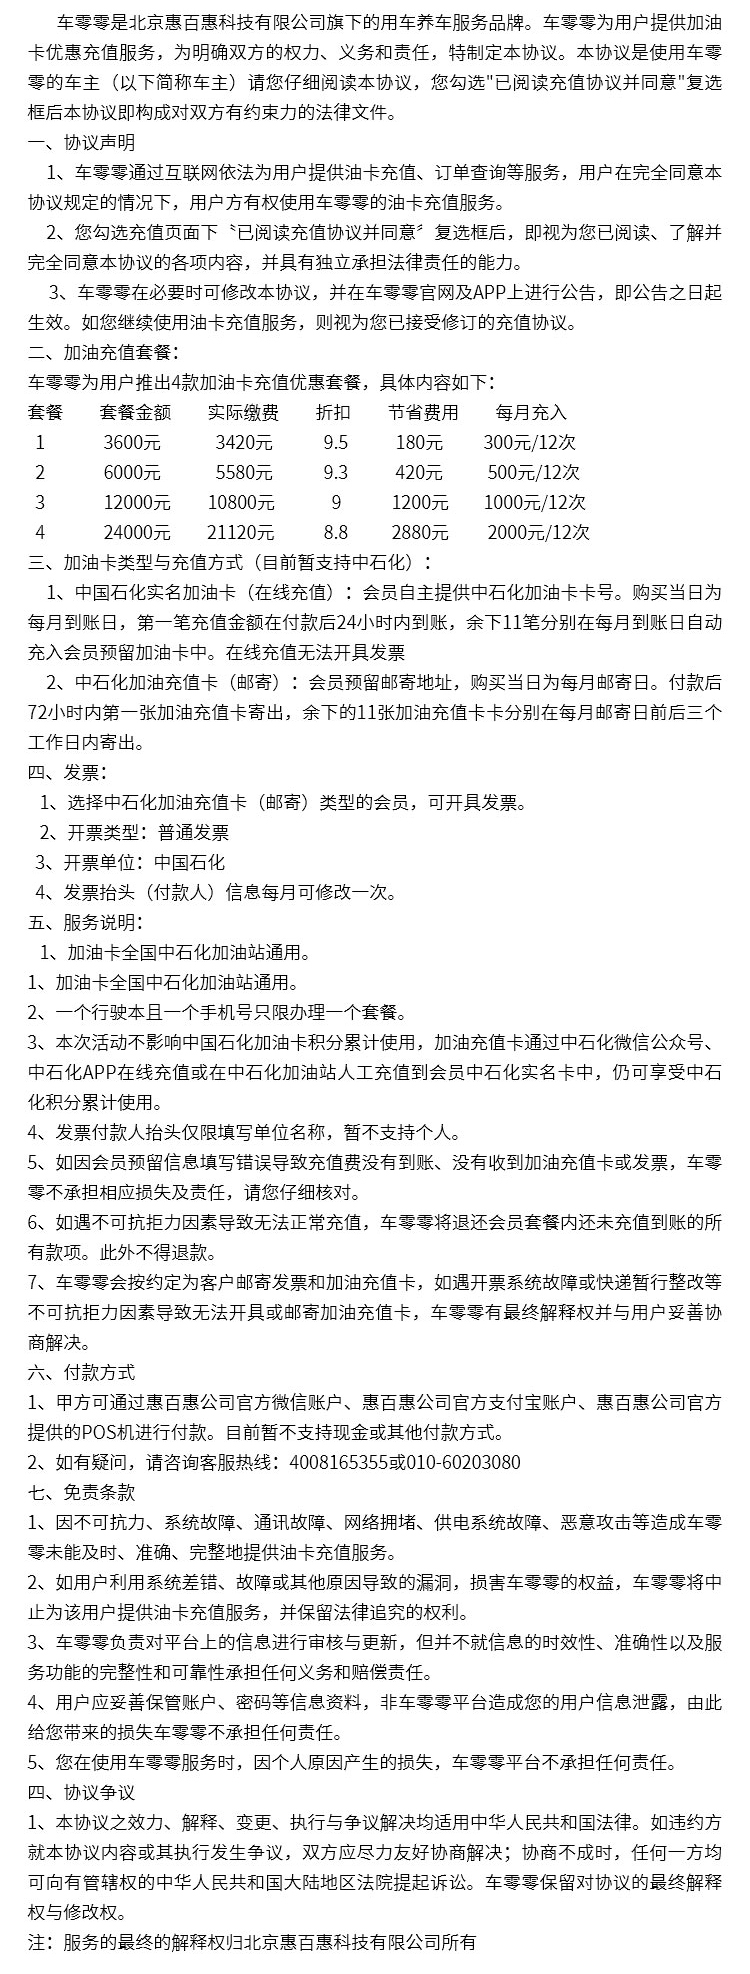 车零零是北京惠百惠科技有限公司旗下的用车养车服务品牌。车零零为用户提供加油
卡优惠充值服务，为明确双方的权力、义务和责任，特制定本协议。本协议是使用车零
零的车主（以下简称车主）请您仔细阅读本协议，您勾选"已阅读充值协议并同意"复选
框后本协议即构成对双方有约束力的法律文件。
一、协议声明
1、车零零通过互联网依法为用户提供油卡充值、订单查询等服务，用户在完全同意本
协议规定的情况下，用户方有权使用车零零的油卡充值服务。
2、您勾选充值页面下〝已阅读充值协议并同意〞复选框后，即视为您已阅读、了解并
完全同意本协议的各项内容，并具有独立承担法律责任的能力。
3、车零零在必要时可修改本协议，并在车零零官网及APP上进行公告，即公告之日起
生效。如您继续使用油卡充值服务，则视为您已接受修订的充值协议。
二、加油充值套餐：
车零零为用户推出4款加油卡充值优惠套餐，具体内容如下：
套餐 套餐金额 实际缴费 折扣 节省费用 每月充入
1 3600元 3420元 9.5 180元 300元/12次
2 6000元 5580元 9.3 420元 500元/12次
3 12000元 10800元 9 1200元 1000元/12次
4 24000元 21120元 8.8 2880元 2000元/12次
三、加油卡类型与充值方式（目前暂支持中石化）：
1、中国石化实名加油卡（在线充值）：会员自主提供中石化加油卡卡号。购买当日为
每月到账日，第一笔充值金额在付款后24小时内到账，余下11笔分别在每月到账日自动
充入会员预留加油卡中。在线充值无法开具发票
2、中石化加油充值卡（邮寄）：会员预留邮寄地址，购买当日为每月邮寄日。付款后
72小时内第一张加油充值卡寄出，余下的11张加油充值卡卡分别在每月邮寄日前后三个
工作日内寄出。
四、发票：
1、选择中石化加油充值卡（邮寄）类型的会员，可开具发票。
2、开票类型：普通发票
3、开票单位：中国石化
4、发票抬头（付款人）信息每月可修改一次。
五、服务说明：
1、加油卡全国中石化加油站通用。
1、加油卡全国中石化加油站通用。
2、一个行驶本且一个手机号只限办理一个套餐。
3、本次活动不影响中国石化加油卡积分累计使用，加油充值卡通过中石化微信公众号、
中石化APP在线充值或在中石化加油站人工充值到会员中石化实名卡中，仍可享受中石
化积分累计使用。
4、发票付款人抬头仅限填写单位名称，暂不支持个人。
5、如因会员预留信息填写错误导致充值费没有到账、没有收到加油充值卡或发票，车零
零不承担相应损失及责任，请您仔细核对。
6、如遇不可抗拒力因素导致无法正常充值，车零零将退还会员套餐内还未充值到账的所
有款项。此外不得退款。
7、车零零会按约定为客户邮寄发票和加油充值卡，如遇开票系统故障或快递暂行整改等
不可抗拒力因素导致无法开具或邮寄加油充值卡，车零零有最终解释权并与用户妥善协
商解决。
六、付款方式
1、甲方可通过惠百惠公司官方微信账户、惠百惠公司官方支付宝账户、惠百惠公司官方
提供的POS机进行付款。目前暂不支持现金或其他付款方式。
2、如有疑问，请咨询客服热线：4008165355或010-60203080
七、免责条款
1、因不可抗力、系统故障、通讯故障、网络拥堵、供电系统故障、恶意攻击等造成车零
零未能及时、准确、完整地提供油卡充值服务。
2、如用户利用系统差错、故障或其他原因导致的漏洞，损害车零零的权益，车零零将中
止为该用户提供油卡充值服务，并保留法律追究的权利。
3、车零零负责对平台上的信息进行审核与更新，但并不就信息的时效性、准确性以及服
务功能的完整性和可靠性承担任何义务和赔偿责任。
4、用户应妥善保管账户、密码等信息资料，非车零零平台造成您的用户信息泄露，由此
给您带来的损失车零零不承担任何责任。
5、您在使用车零零服务时，因个人原因产生的损失，车零零平台不承担任何责任。
四、协议争议
1、本协议之效力、解释、变更、执行与争议解决均适用中华人民共和国法律。如违约方
就本协议内容或其执行发生争议，双方应尽力友好协商解决；协商不成时，任何一方均
可向有管辖权的中华人民共和国大陆地区法院提起诉讼。车零零保留对协议的最终解释
权与修改权。
注：服务的最终的解释权归北京惠百惠科技有限公司所有